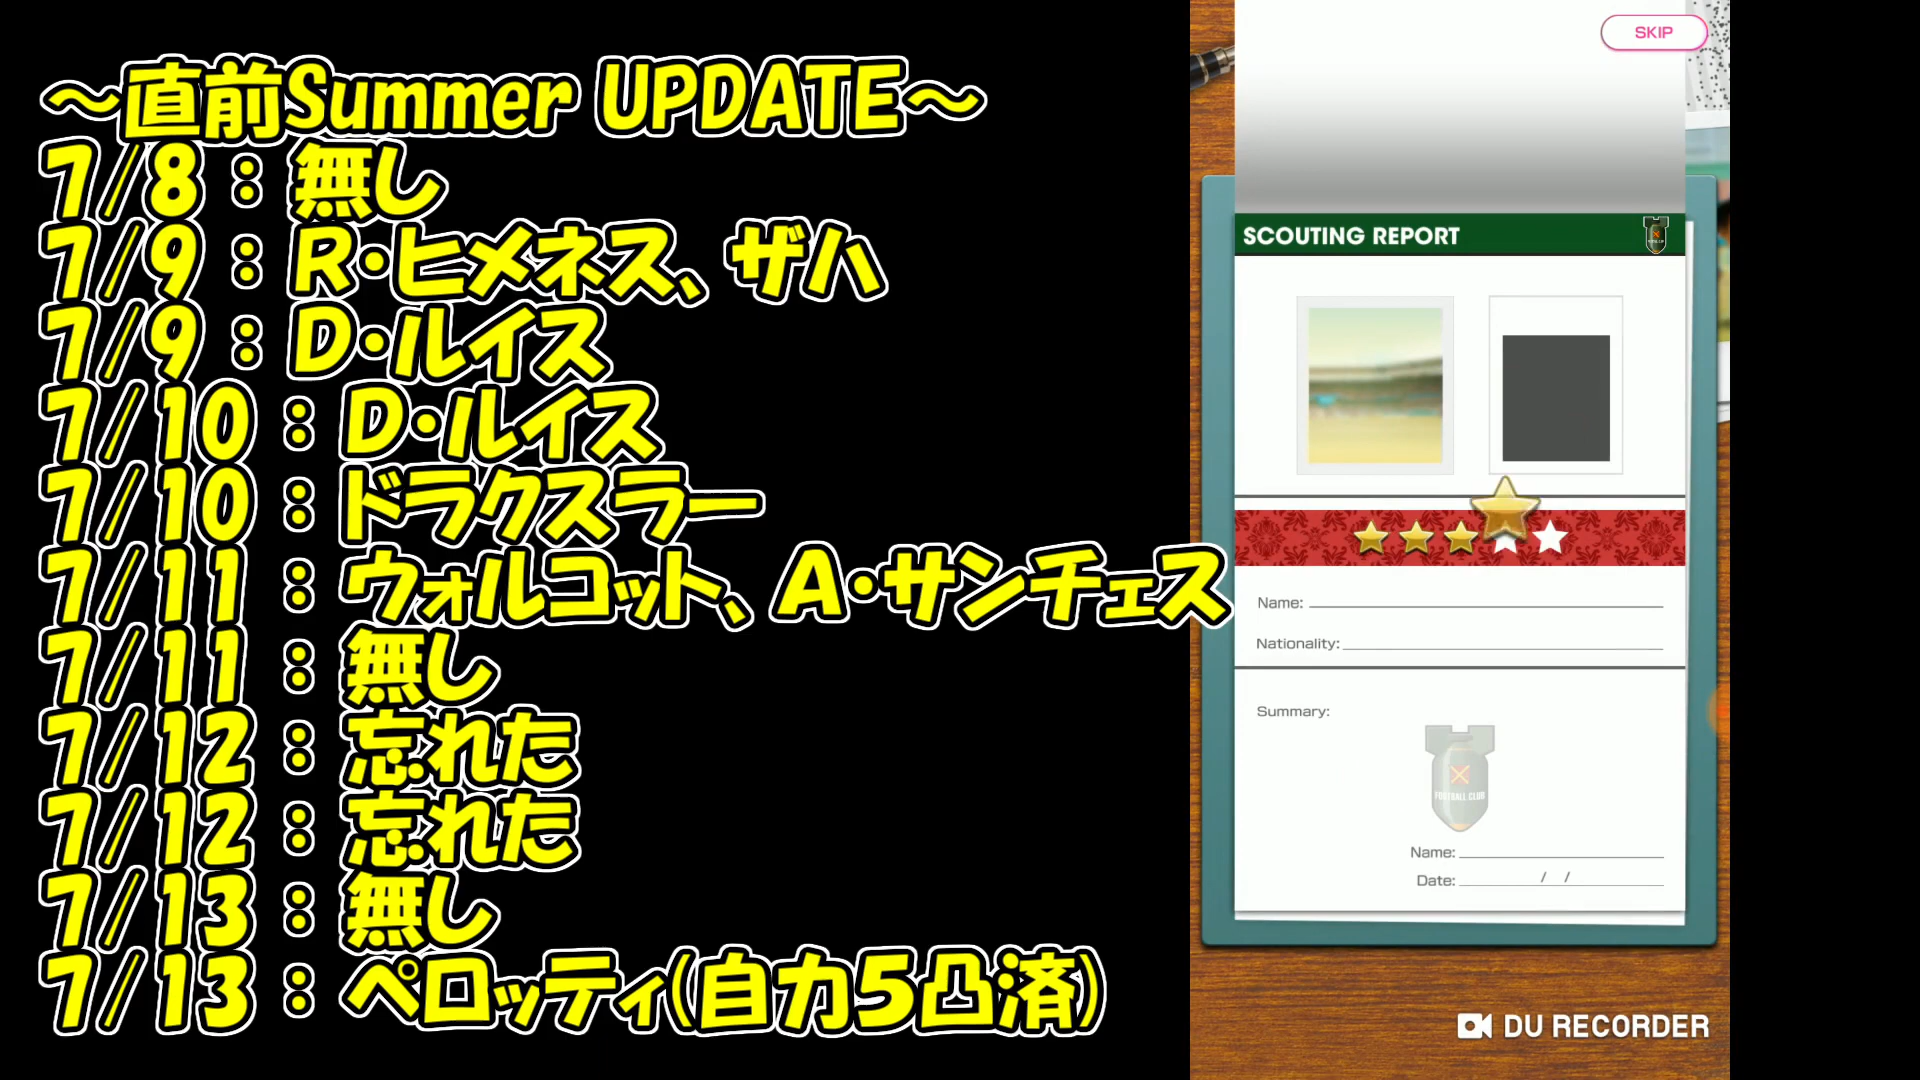 ～直前Summer UPDATE～
7/8：無し
7/9：R・ヒメネス、ザハ
7/9：D・ルイス
7/10：D・ルイス
7/10：ドラクスラー
7/11：ウォルコット、A・サンチェス
7/11：無し
7/12：忘れた
7/12：忘れた
7/13：無し
7/13：ペロッティ(自力5凸済)
SKIP
SCOUTING REPORT
Name:
Nationality:
Summary:
FOOTBALL CLUB
Name:
Date: / /
DU RECORDER